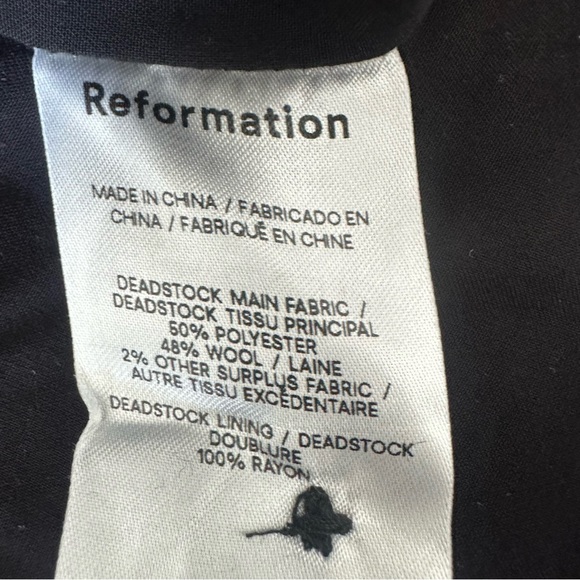 Reformation
MADE IN CHINA / FABRICADO EN
CHINA / FABRIQUÉ EN CHINE
DEADSTOCK MAIN FABRIC /
DEADSTOCK TISSU PRINCIPAL
50% POLYESTER
48% WOOL / LAINE
2% OTHER SURPLUS FABRIC /
AUTRE TISSU EXCÉDENTAIRE
DEADSTOCK LINING / DEADSTOCK
DOUBLURE
100% RAYON